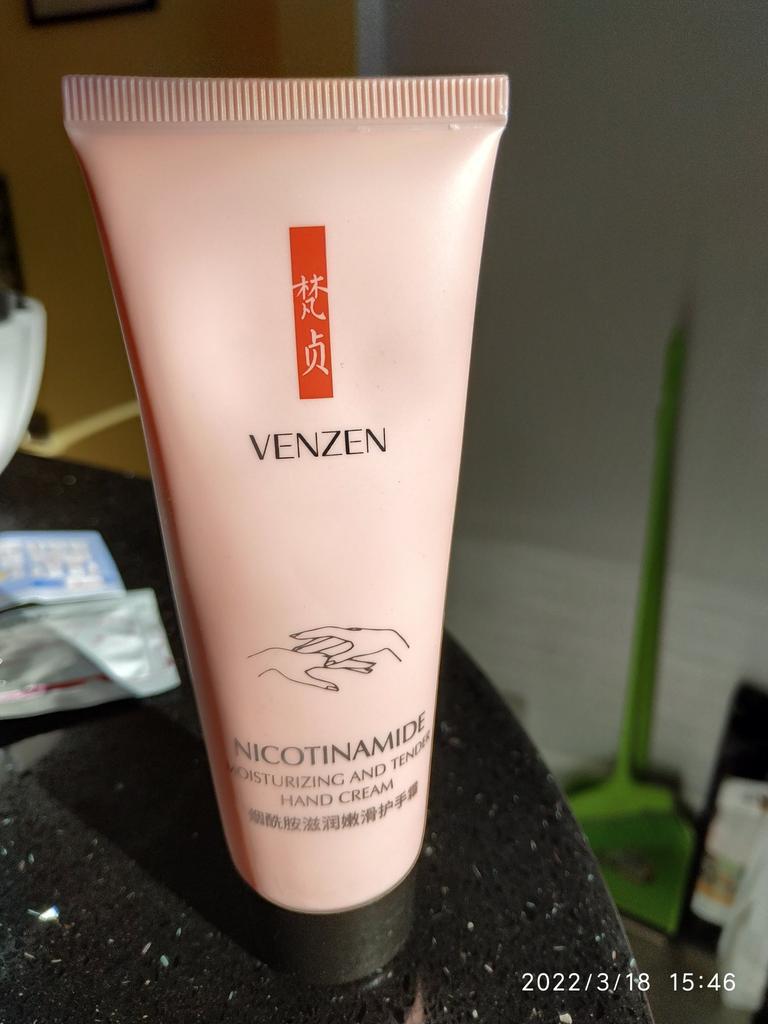 梵贞
VENZEN
NICOTINAMIDE
MOISTURIZING AND TENDER
HAND CREAM
烟酰胺滋润嫩滑护手霜
2022/3/18 15:46